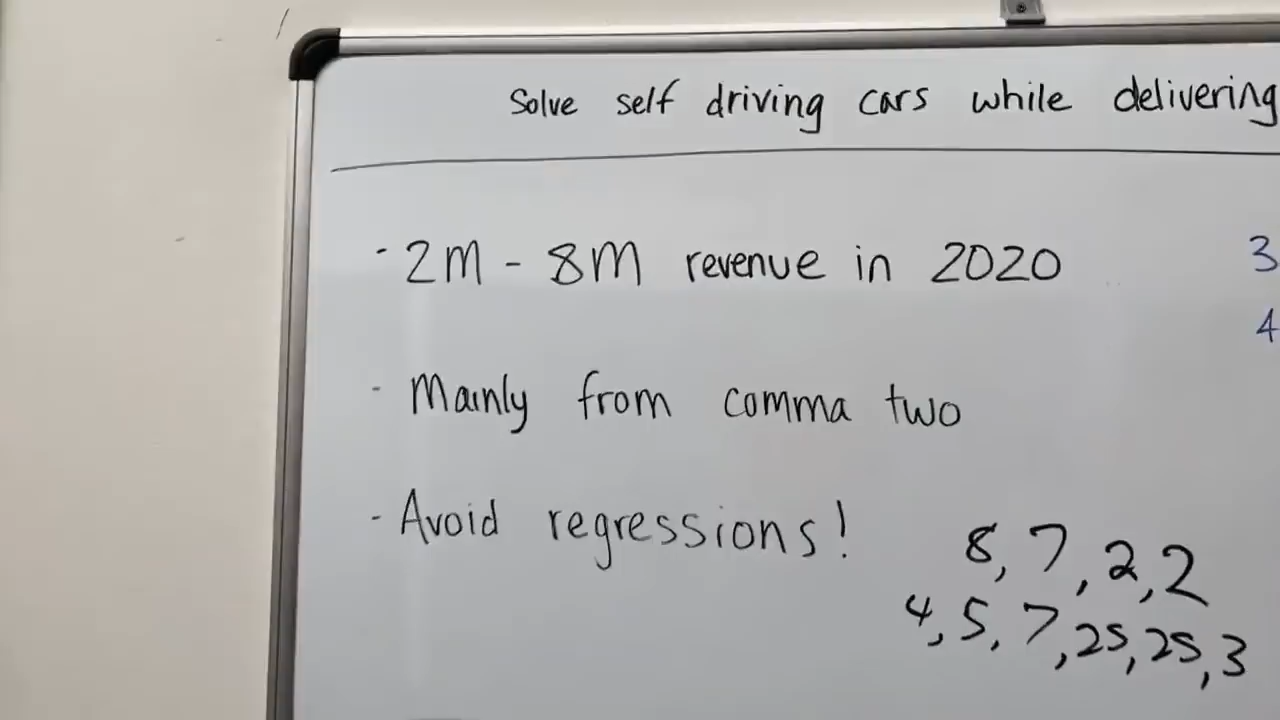 Solve self driving cars while delivering
- 2M - 8M revenue in 2020
3
4
- Mainly from comma two
- Avoid regressions!
8, 7, 2, 2
4, 5, 7, 25, 25, 3